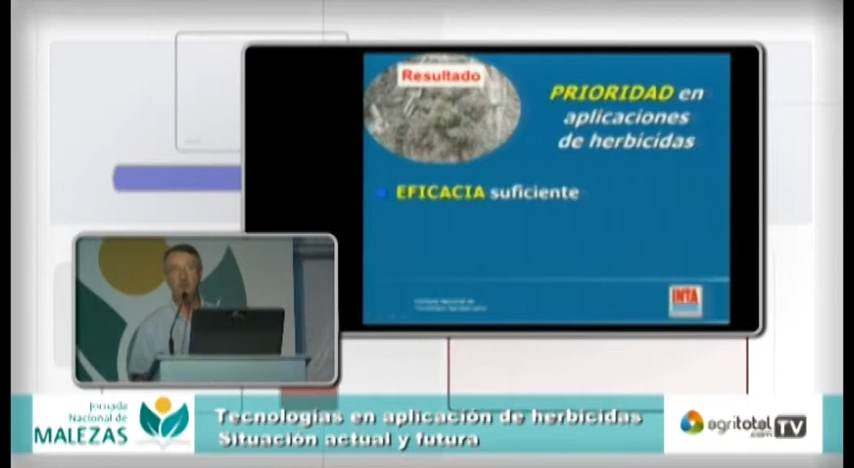 Resultado
PRIORIDAD en
aplicaciones
de herbicidas
EFICACIA suficiente
INTA
Jornada
Nacional de
MALEZAS
Tecnologías en aplicación de herbicidas
Situación actual y futura
agritotal
.com
TV